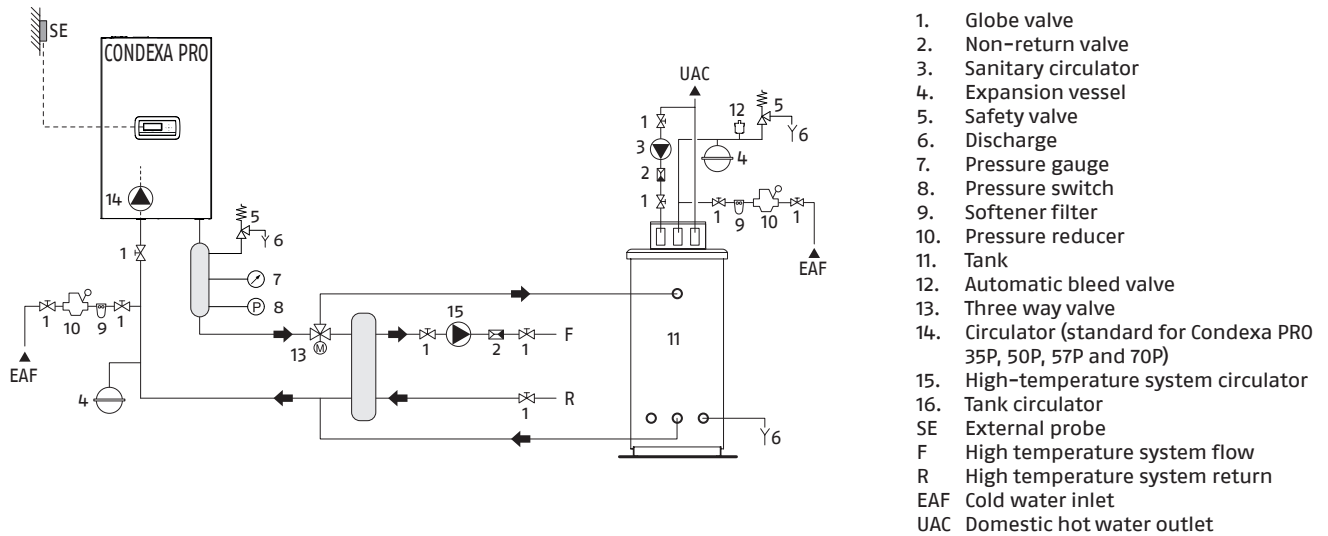 SE
CONDEXA PRO
14
1
5
6
7
8
P
1
10
9
1
EAF
4
13
M
15
1
2
1
F
1
R
UAC
1
3
2
1
12
5
6
4
1
9
10
1
EAF
11
6
1. Globe valve
2. Non-return valve
3. Sanitary circulator
4. Expansion vessel
5. Safety valve
6. Discharge
7. Pressure gauge
8. Pressure switch
9. Softener filter
10. Pressure reducer
11. Tank
12. Automatic bleed valve
13. Three way valve
14. Circulator (standard for Condexa PRO
35P, 50P, 57P and 70P)
15. High-temperature system circulator
16. Tank circulator
SE External probe
F High temperature system flow
R High temperature system return
EAF Cold water inlet
UAC Domestic hot water outlet